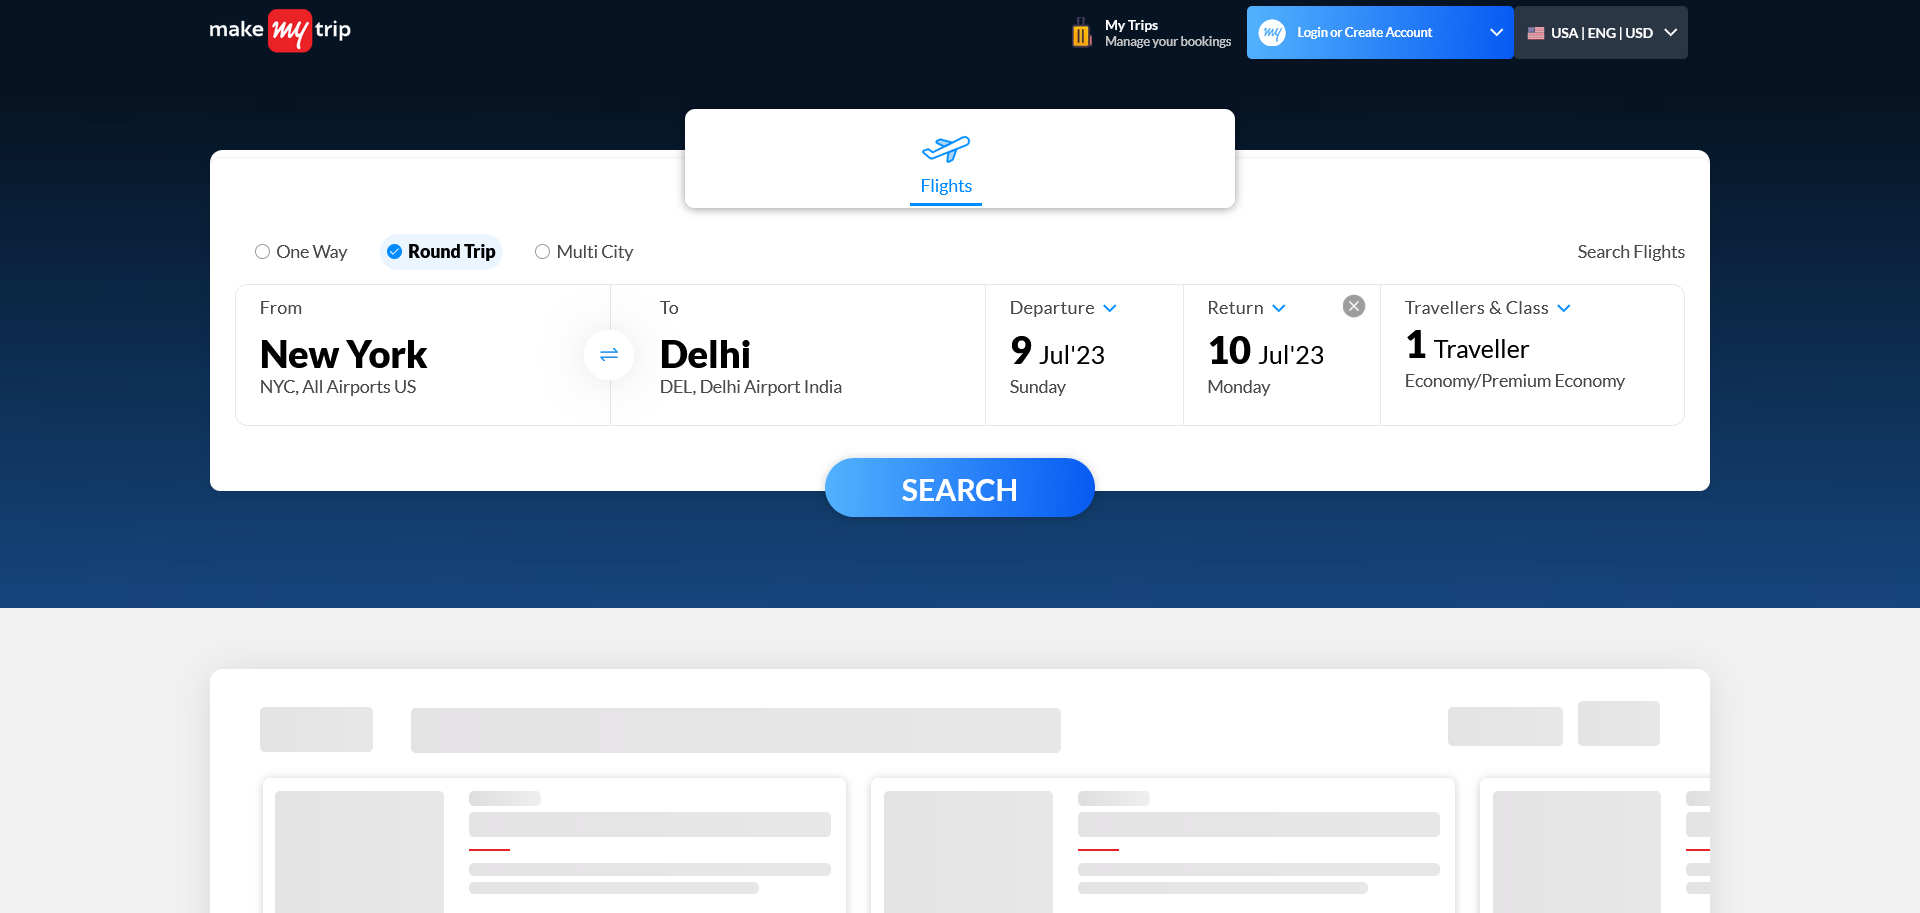 make my trip
My Trips
Manage your bookings
my
Login or Create Account
USA | ENG | USD
Flights
One Way
Round Trip
Multi City
Search Flights
From
New York
NYC, All Airports US
To
Delhi
DEL, Delhi Airport India
Departure
9 Jul'23
Sunday
Return
10 Jul'23
Monday
Travellers & Class
1 Traveller
Economy/Premium Economy
SEARCH